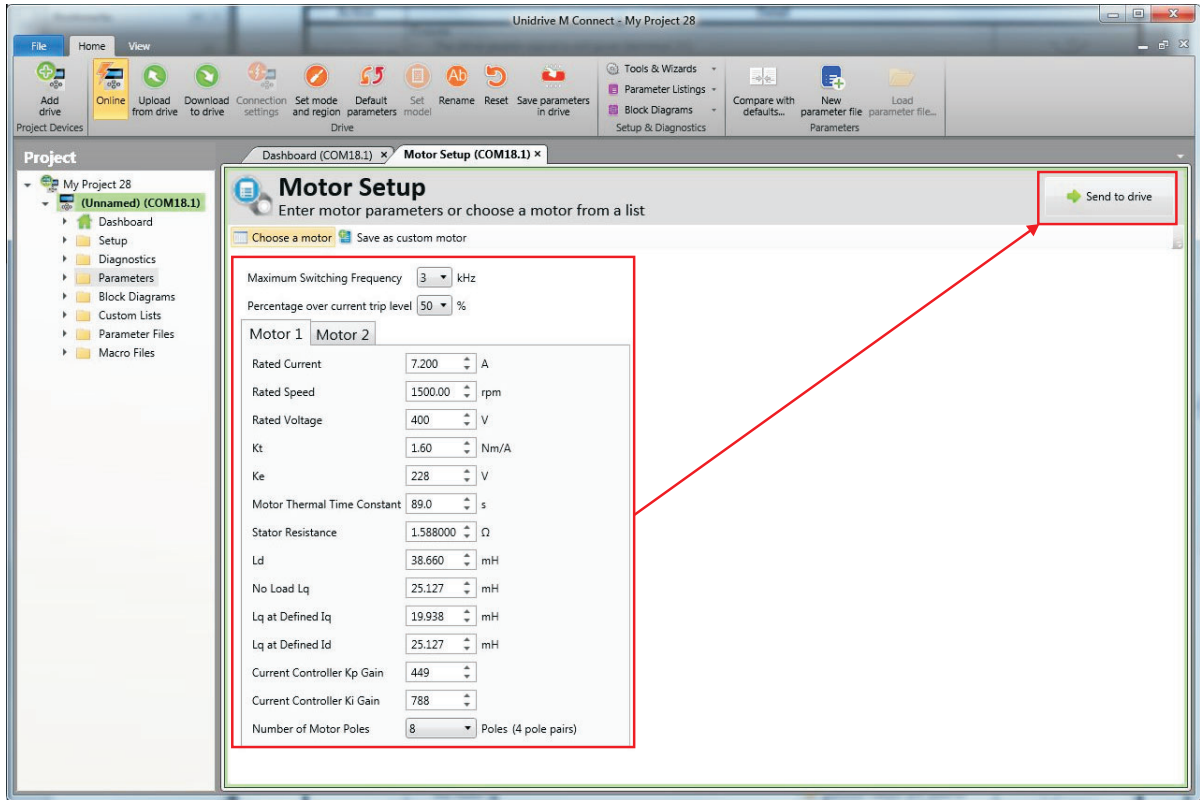 Unidrive M Connect - My Project 28
File Home View
Add drive
Project Devices
Online
Upload from drive
Download to drive
Connection settings
Set mode and region
Default parameters
Set model
Rename
Reset
Save parameters in drive
Drive
Tools & Wizards
Parameter Listings
Block Diagrams
Setup & Diagnostics
Compare with defaults...
New parameter file
Load parameter file...
Parameters
Project
My Project 28
(Unnamed) (COM18.1)
Dashboard
Setup
Diagnostics
Parameters
Block Diagrams
Custom Lists
Parameter Files
Macro Files
Dashboard (COM18.1) × Motor Setup (COM18.1) ×
Motor Setup
Enter motor parameters or choose a motor from a list
Send to drive
Choose a motor Save as custom motor
Maximum Switching Frequency 3 kHz
Percentage over current trip level 50 %
Motor 1 Motor 2
Rated Current 7.200 A
Rated Speed 1500.00 rpm
Rated Voltage 400 V
Kt 1.60 Nm/A
Ke 228 V
Motor Thermal Time Constant 89.0 s
Stator Resistance 1.588000 Ω
Ld 38.660 mH
No Load Lq 25.127 mH
Lq at Defined Iq 19.938 mH
Lq at Defined Id 25.127 mH
Current Controller Kp Gain 449
Current Controller Ki Gain 788
Number of Motor Poles 8 Poles (4 pole pairs)